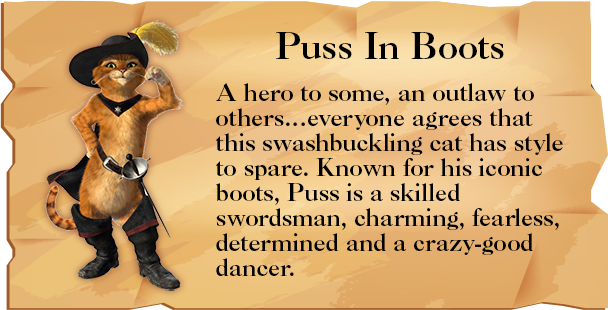 Puss In Boots
A hero to some, an outlaw to
others...everyone agrees that
this swashbuckling cat has style
to spare. Known for his iconic
boots, Puss is a skilled
swordsman, charming, fearless,
determined and a crazy-good
dancer.